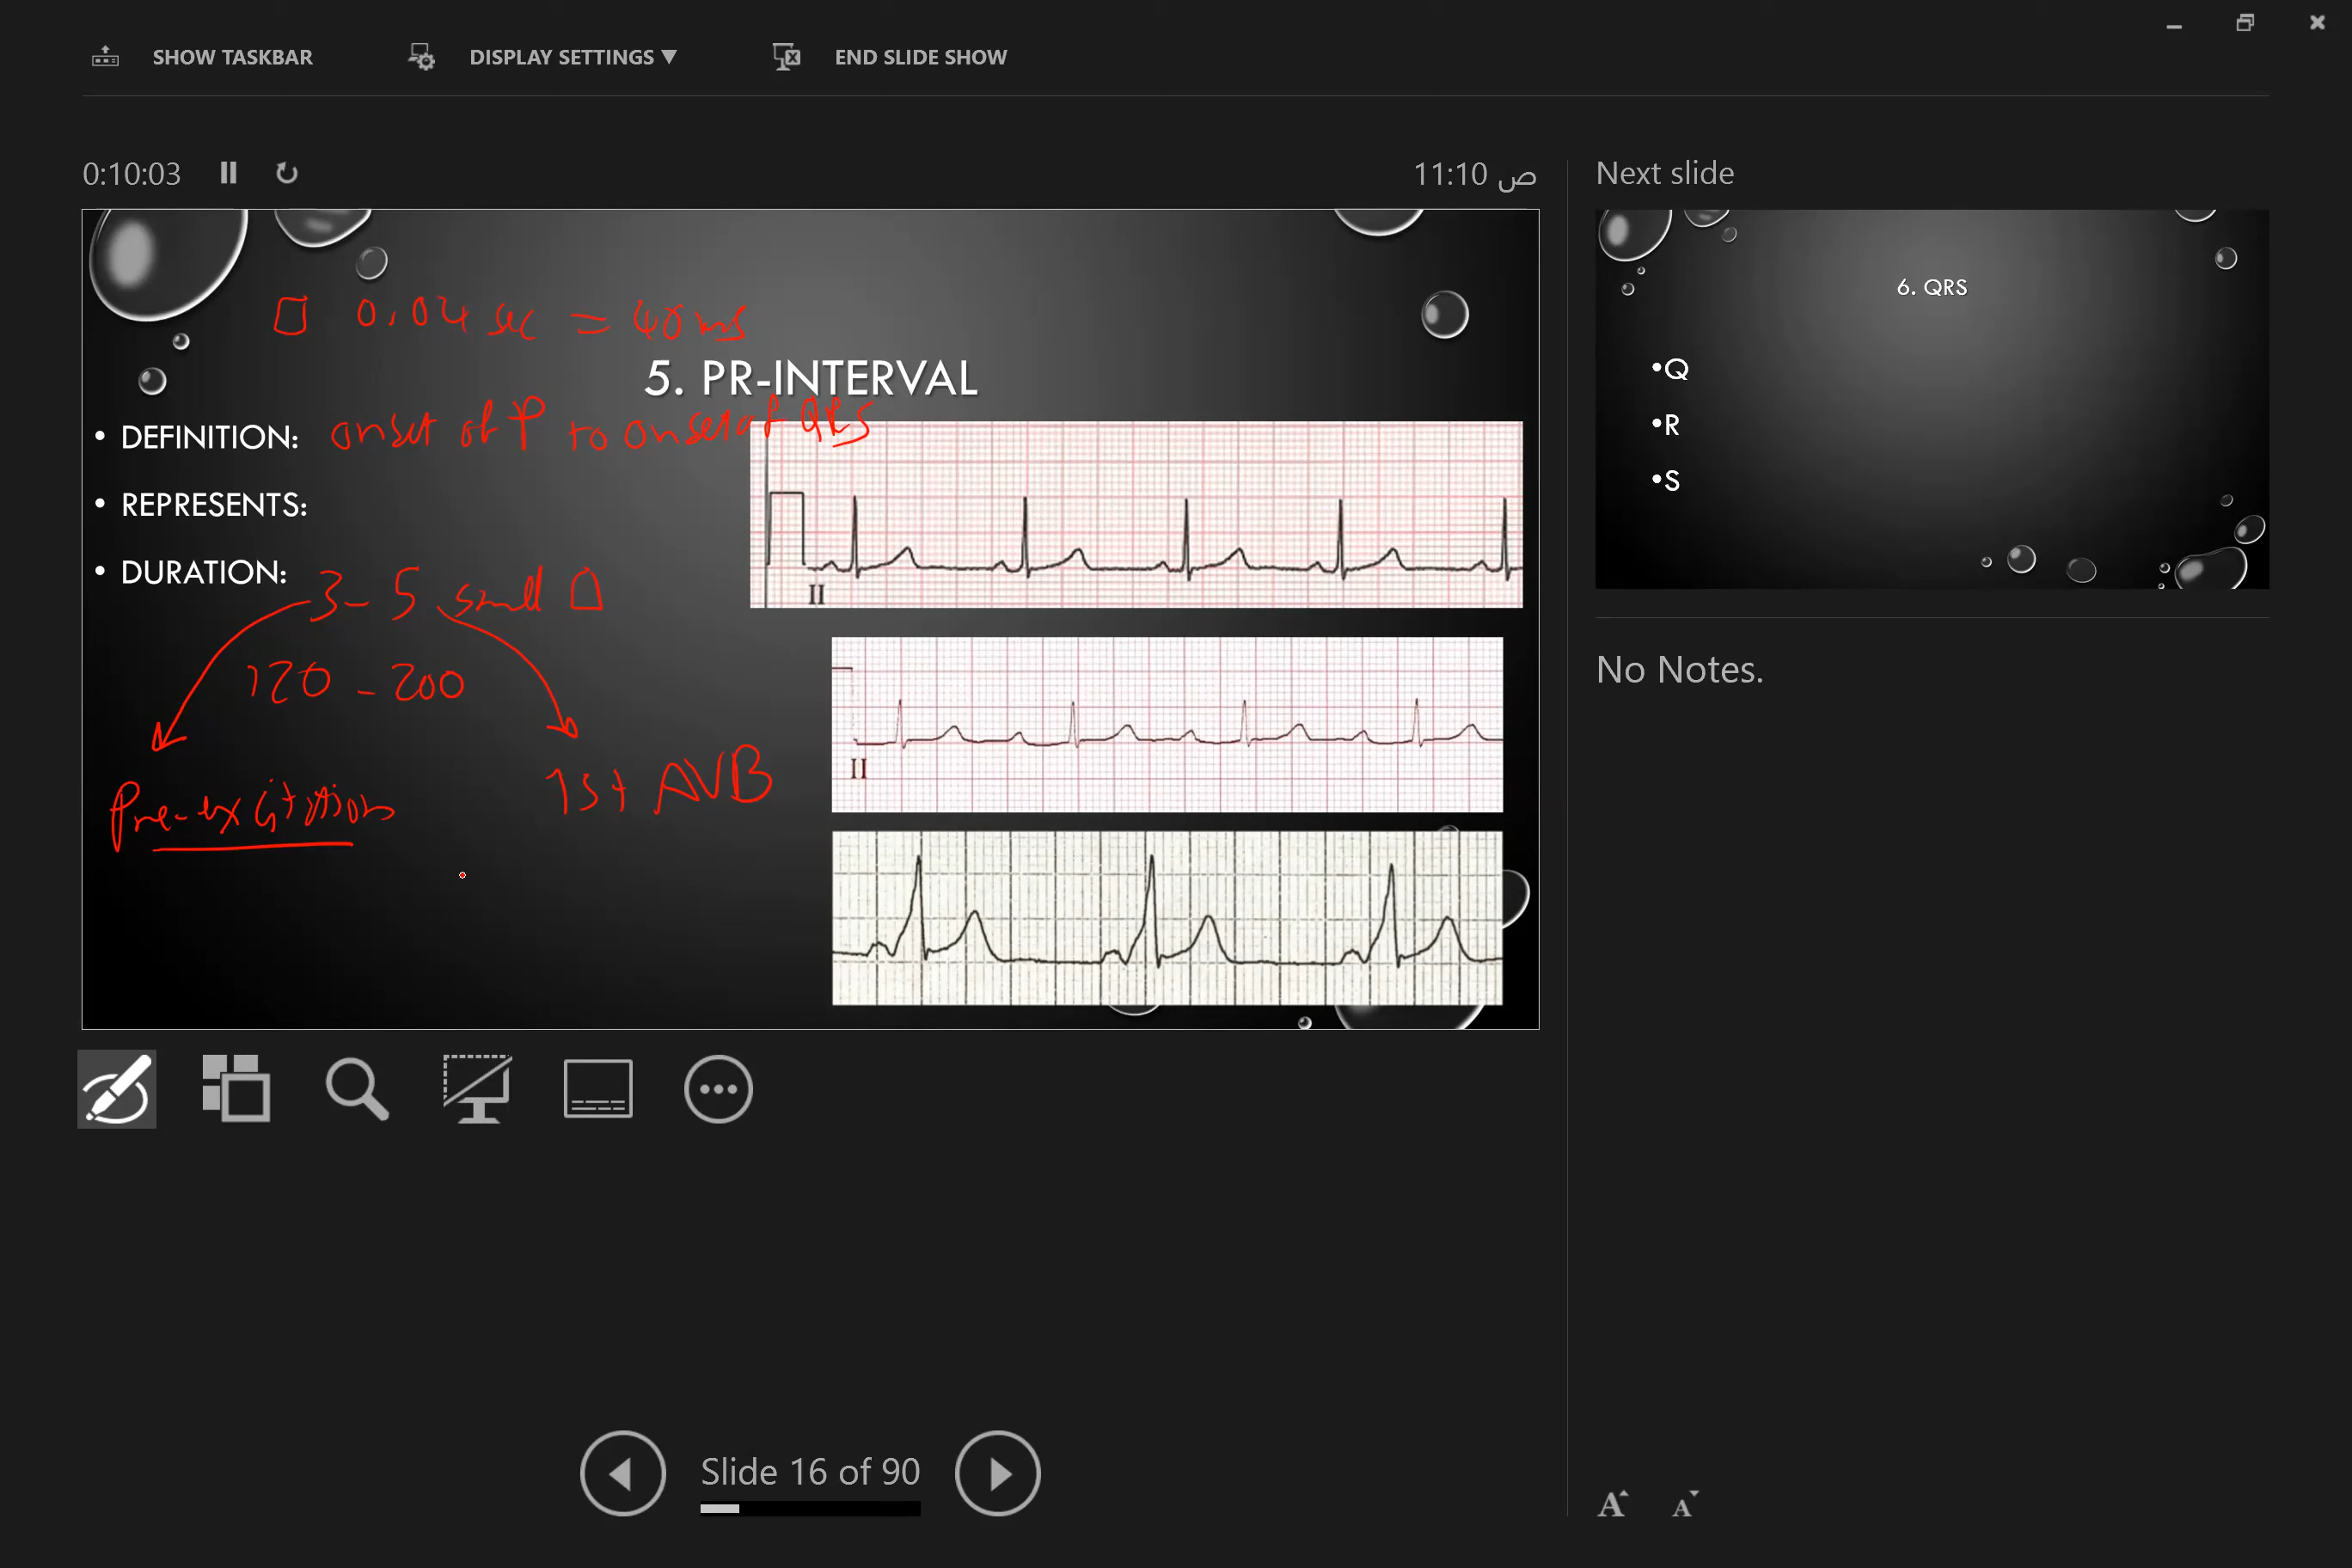 SHOW TASKBAR
DISPLAY SETTINGS ▼
END SLIDE SHOW
0:10:03
11:10 ص
Next slide
0.04 sec = 40 ms
5. PR-INTERVAL
• DEFINITION: onset of P to onset of QRS
• REPRESENTS:
• DURATION: 3-5 small
120 - 200
Pre-excitation
1st AVB
II
II
6. QRS
•Q
•R
•S
No Notes.
Slide 16 of 90
A A